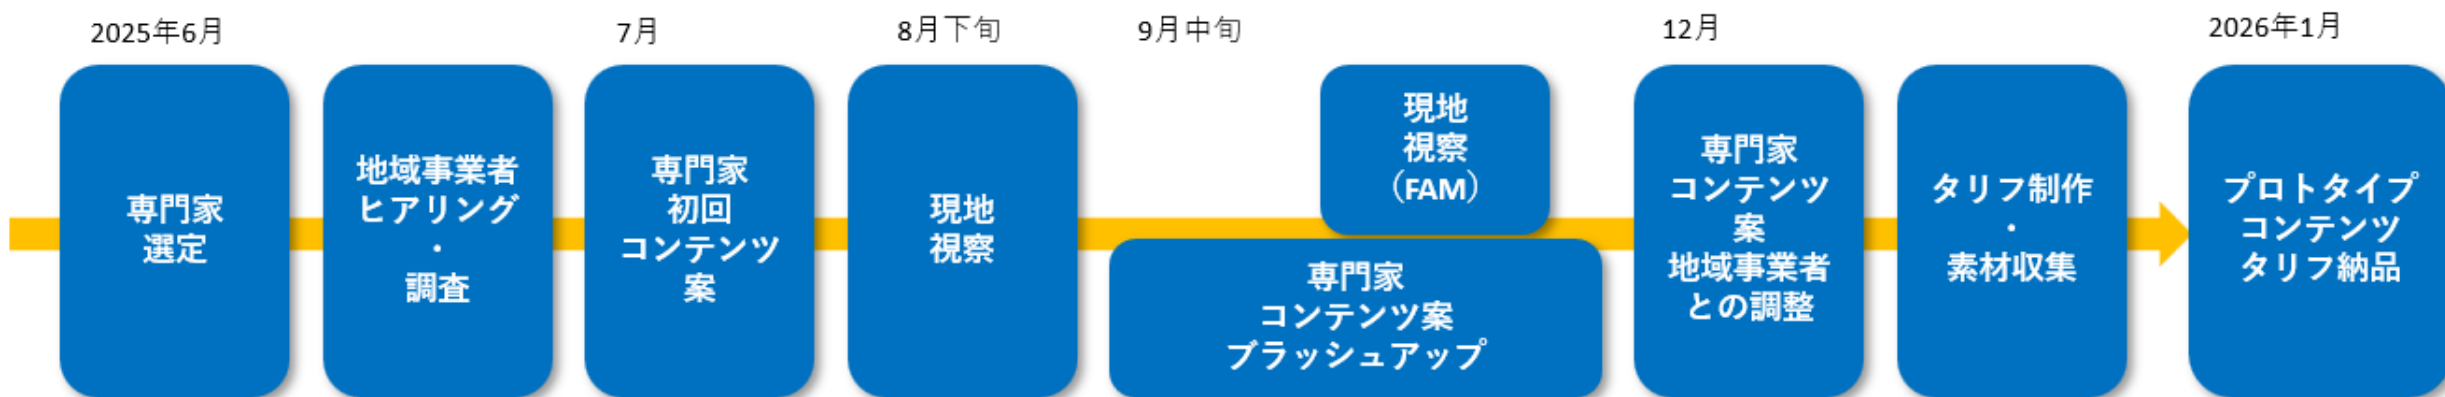 2025年6月
7月
8月下旬
9月中旬
12月
2026年1月
専門家
選定
地域事業者
ヒアリング
・
調査
専門家
初回
コンテンツ
案
現地
視察
現地
視察
（FAM）
専門家
コンテンツ案
ブラッシュアップ
専門家
コンテンツ
案
地域事業者
との調整
タリフ制作
・
素材収集
プロトタイプ
コンテンツ
タリフ納品